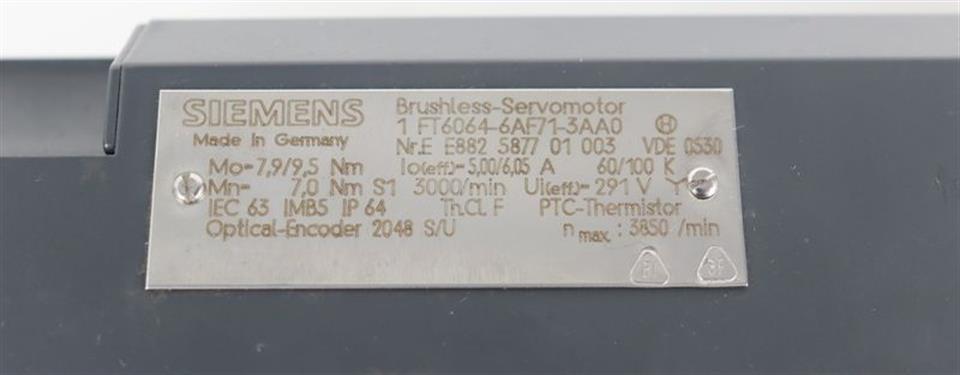 SIEMENS Brushless-Servomotor
1 FT6064-6AF71-3AA0 H
Made in Germany Nr.E E882 5877 01 003 VDE 0530
Mo=7,9/9,5 Nm Io(eff)=5,00/6,05 A 60/100 K
Mn= 7,0 Nm S1 3000/min Ui(eff)=291 V Y
IEC 63 IMB5 IP 64 Th.Cl. F PTC-Thermistor
Optical-Encoder 2048 S/U n max. : 3850 /min